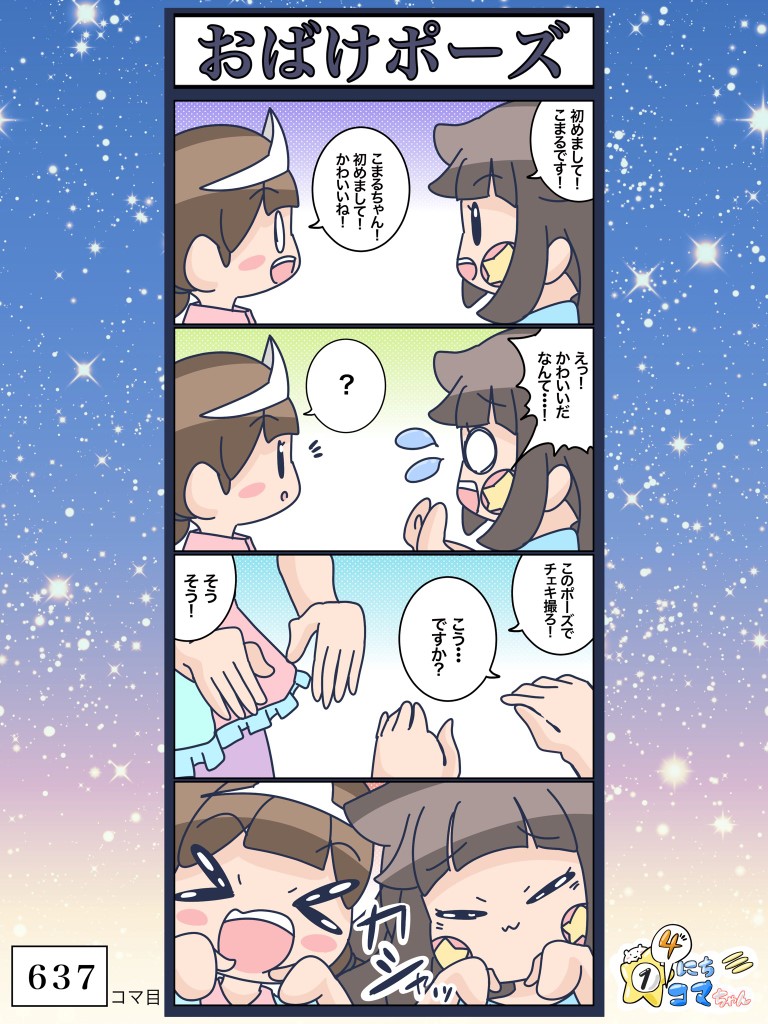 おばけポーズ
初めまして！
こまるです！
こまるちゃん！
初めまして！
かわいいね！
えっ！
かわいいだ
なんて…！
？
このポーズで
チェキ撮ろ！
こう…
ですか？
そう
そう！
カシャッ
637
コマ目
1
にち
4
コマ
ちゃん